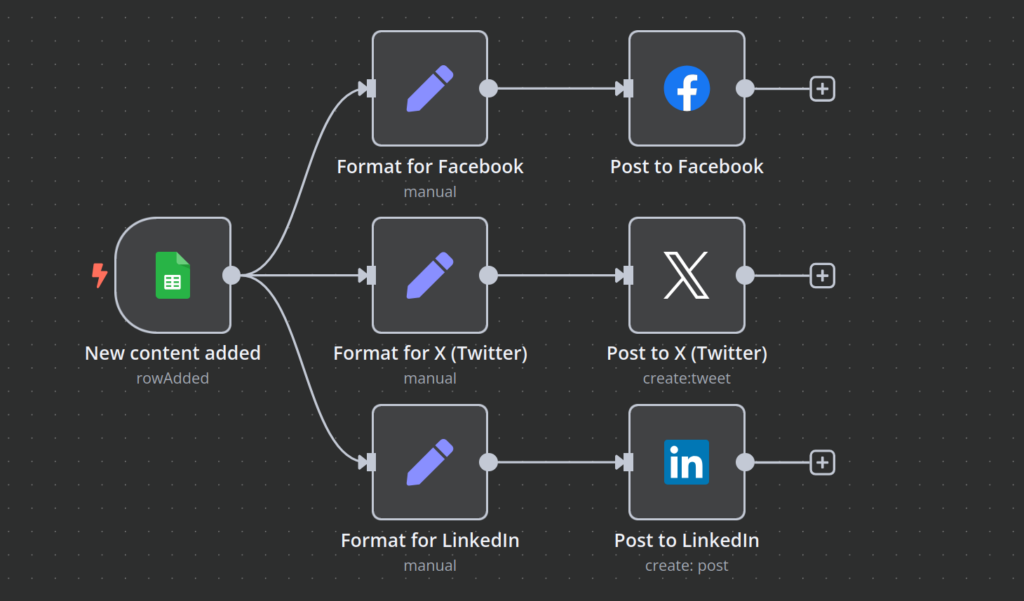 Format for Facebook
manual
Post to Facebook
New content added
rowAdded
Format for X (Twitter)
manual
Post to X (Twitter)
create:tweet
in
Format for LinkedIn
manual
Post to LinkedIn
create: post